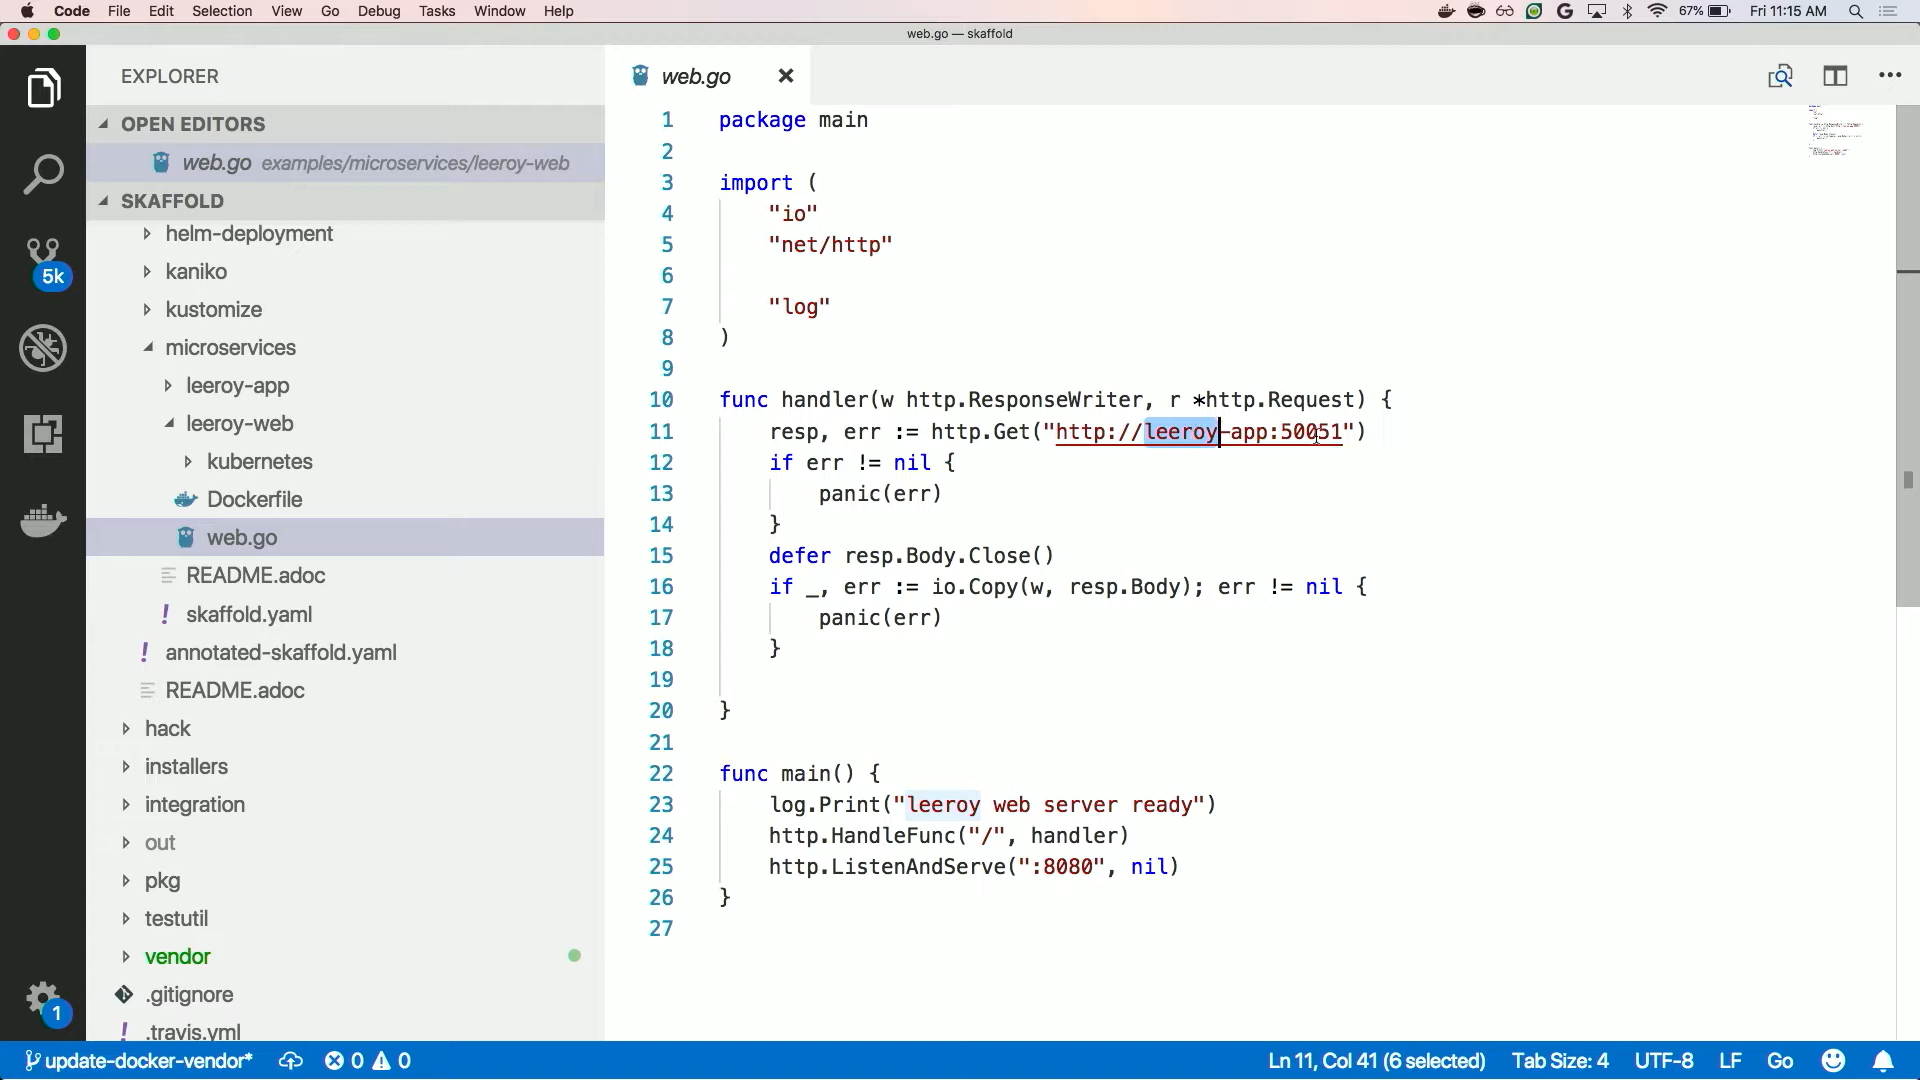 Code File Edit Selection View Go Debug Tasks Window Help 67% Fri 11:15 AM
web.go — skaffold
EXPLORER
OPEN EDITORS
web.go examples/microservices/leeroy-web
SKAFFOLD
helm-deployment
kaniko
kustomize
microservices
leeroy-app
leeroy-web
kubernetes
Dockerfile
web.go
README.adoc
skaffold.yaml
annotated-skaffold.yaml
README.adoc
hack
installers
integration
out
pkg
testutil
vendor
.gitignore
.travis.yml
5k
1
web.go
1 package main
2
3 import (
4 "io"
5 "net/http"
6
7 "log"
8 )
9
10 func handler(w http.ResponseWriter, r *http.Request) {
11 resp, err := http.Get("http://leeroy-app:50051")
12 if err != nil {
13 panic(err)
14 }
15 defer resp.Body.Close()
16 if _, err := io.Copy(w, resp.Body); err != nil {
17 panic(err)
18 }
19
20 }
21
22 func main() {
23 log.Print("leeroy web server ready")
24 http.HandleFunc("/", handler)
25 http.ListenAndServe(":8080", nil)
26 }
27
update-docker-vendor* 0 0 Ln 11, Col 41 (6 selected) Tab Size: 4 UTF-8 LF Go